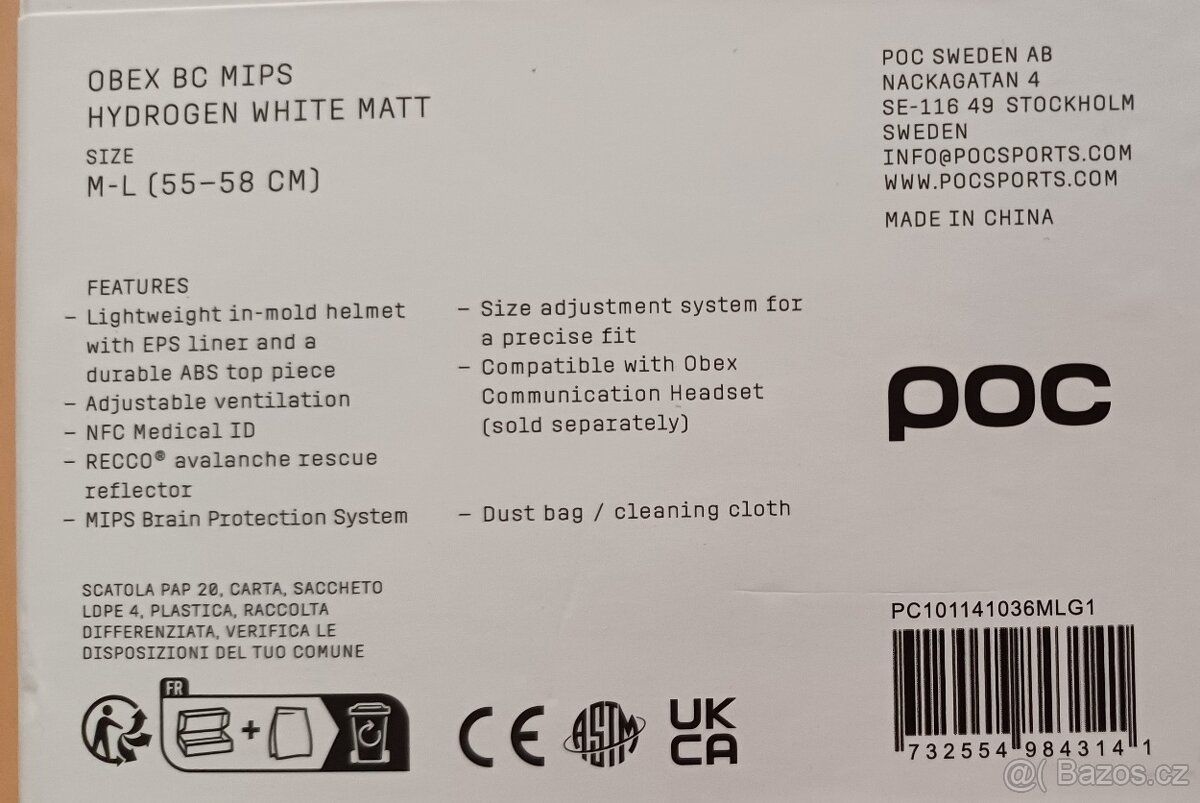 OBEX BC MIPS
HYDROGEN WHITE MATT
SIZE
M-L (55–58 CM)
POC SWEDEN AB
NACKAGATAN 4
SE-116 49 STOCKHOLM
SWEDEN
INFO@POCSPORTS.COM
WWW.POCSPORTS.COM
MADE IN CHINA
FEATURES
– Lightweight in-mold helmet
with EPS liner and a
durable ABS top piece
– Adjustable ventilation
– NFC Medical ID
– RECCO® avalanche rescue
reflector
– MIPS Brain Protection System
– Size adjustment system for
a precise fit
– Compatible with Obex
Communication Headset
(sold separately)
– Dust bag / cleaning cloth
poc
SCATOLA PAP 20, CARTA, SACCHETO
LDPE 4, PLASTICA, RACCOLTA
DIFFERENZIATA, VERIFICA LE
DISPOSIZIONI DEL TUO COMUNE
FR
+
CE
ASTM
UK
CA
PC101141036MLG1
7 325549 843141
@( Bazos.cz